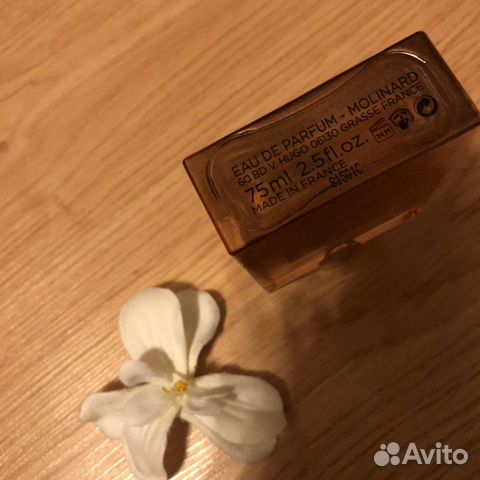 EAU DE PARFUM - MOLINARD
60 BD V. HUGO 06130 GRASSE FRANCE
75ml 2.5fl.oz.
MADE IN FRANCE
Avito